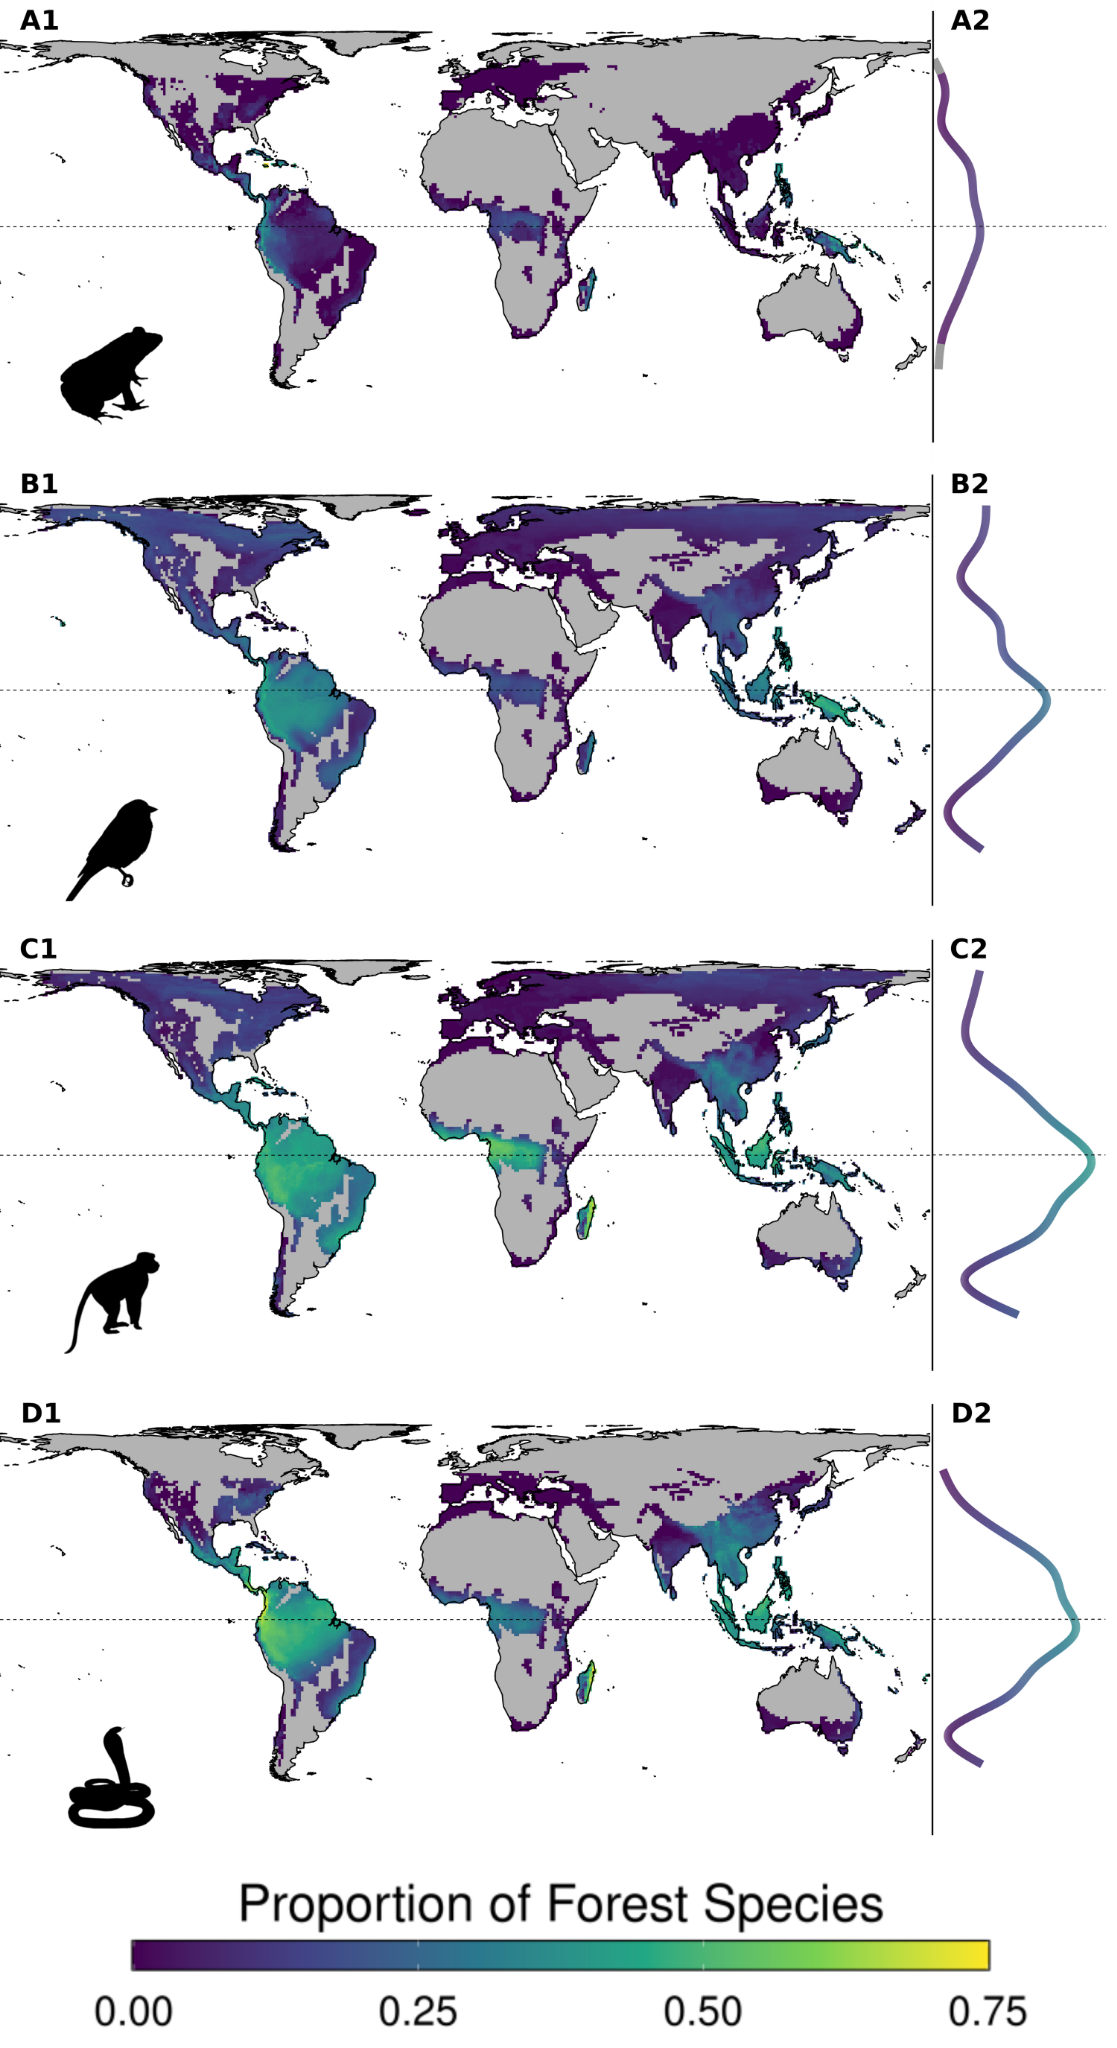 A1 A2
B1 B2
C1 C2
D1 D2
Proportion of Forest Species
0.00 0.25 0.50 0.75